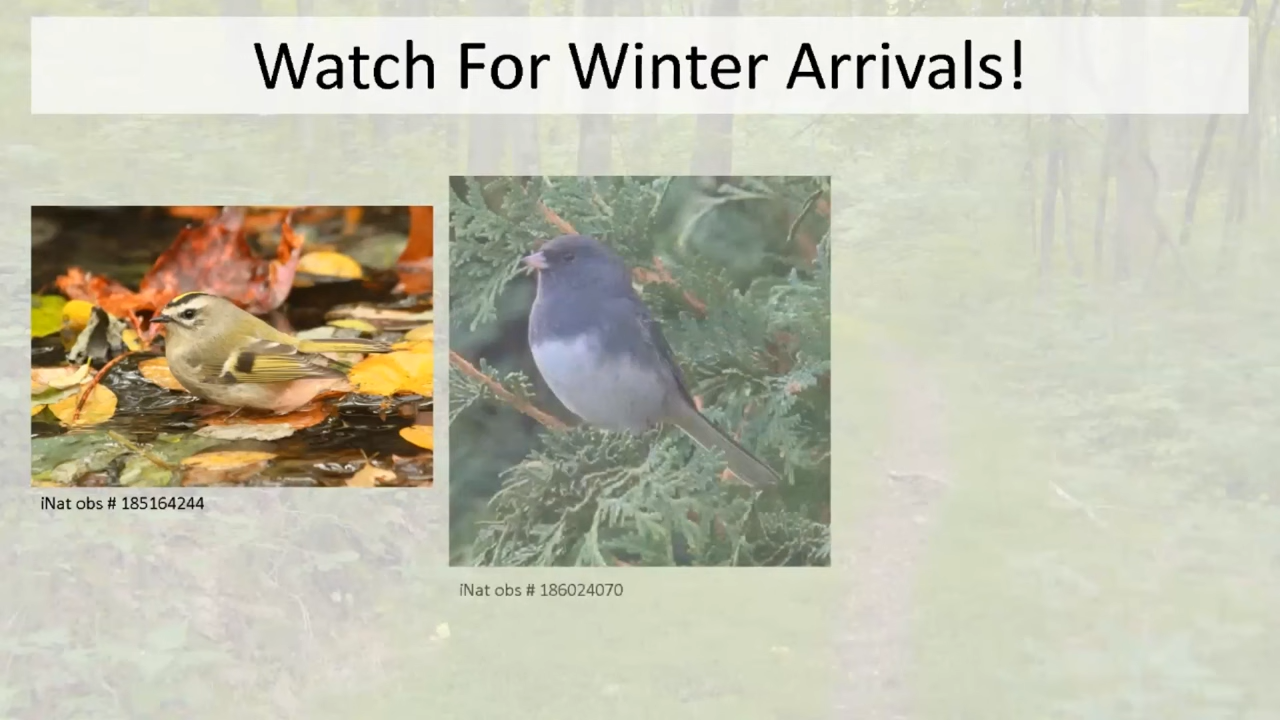 Watch For Winter Arrivals!
iNat obs # 185164244
iNat obs # 186024070